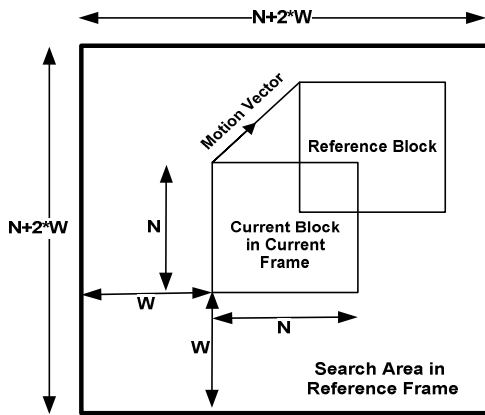 N+2*W
Motion Vector
Reference Block
N+2*W
N
Current Block
in Current
Frame
W
N
W
Search Area in
Reference Frame